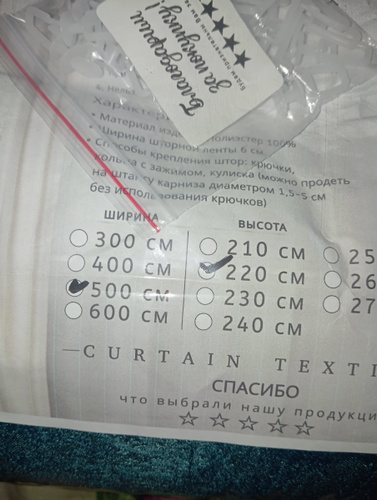 Благодарим
за покупку!
Характер
• Материал изд полиэстер 100%
• Ширина шторной ленты 6 см
• Способы крепления штор: крючки,
кольца с зажимом, кулиска (можно продеть
на штангу карниза диаметром 1,5-5 см
без использования крючков)
ШИРИНА
300 СМ
400 СМ
500 СМ
600 СМ
ВЫСОТА
210 СМ
220 СМ
230 СМ
240 СМ
25
26
27
—CURTAIN TEXTI
СПАСИБО
что выбрали нашу продукци